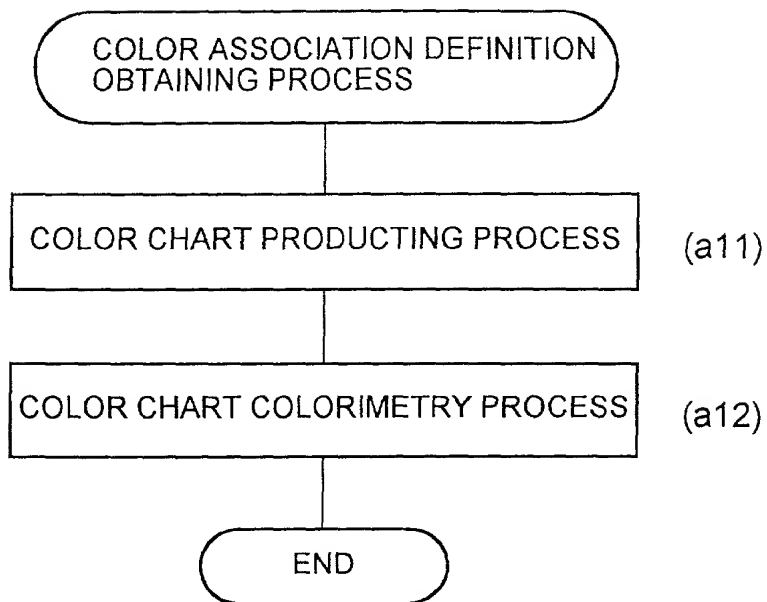 COLOR ASSOCIATION DEFINITION
OBTAINING PROCESS
COLOR CHART PRODUCTING PROCESS
(a11)
COLOR CHART COLORIMETRY PROCESS
(a12)
END